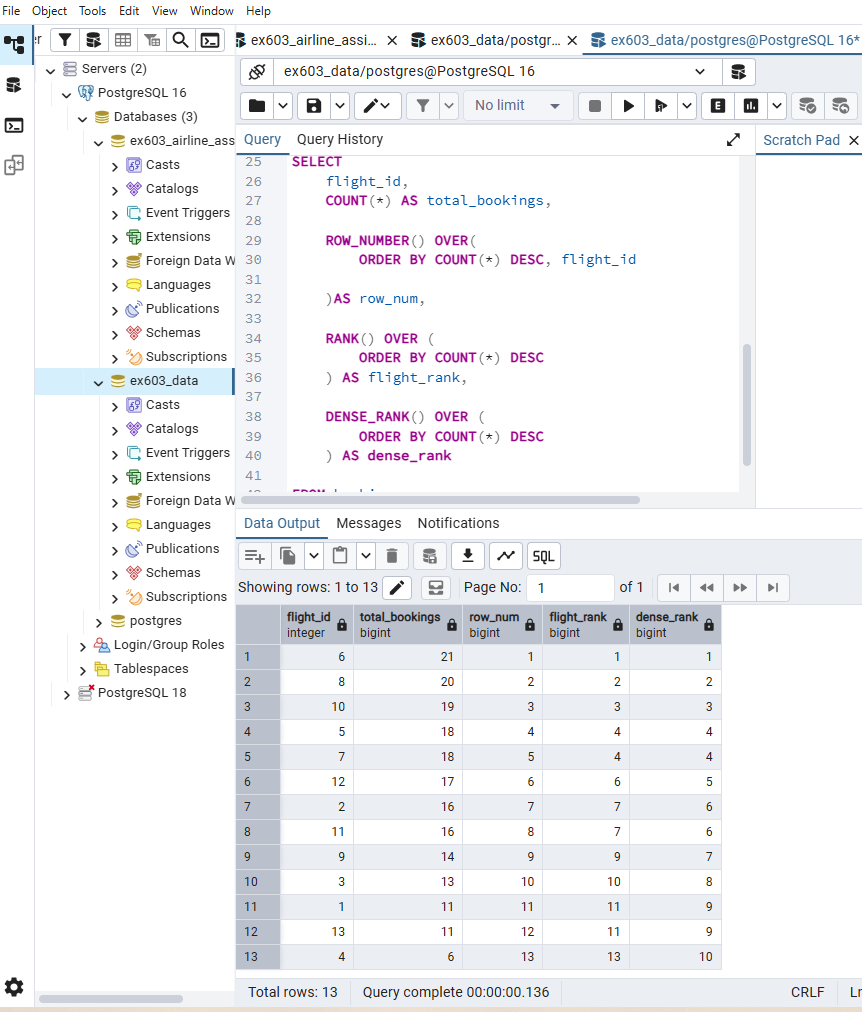 File Object Tools Edit View Window Help
ex603_airline_assi... ex603_data/postgr... ex603_data/postgres@PostgreSQL 16*
Servers (2)
PostgreSQL 16
Databases (3)
ex603_airline_ass
Casts
Catalogs
Event Triggers
Extensions
Foreign Data W
Languages
Publications
Schemas
Subscriptions
ex603_data
Casts
Catalogs
Event Triggers
Extensions
Foreign Data W
Languages
Publications
Schemas
Subscriptions
postgres
Login/Group Roles
Tablespaces
PostgreSQL 18
ex603_data/postgres@PostgreSQL 16
No limit
E
Query Query History
Scratch Pad
25 SELECT
26 flight_id,
27 COUNT(*) AS total_bookings,
28
29 ROW_NUMBER() OVER(
30 ORDER BY COUNT(*) DESC, flight_id
31
32 )AS row_num,
33
34 RANK() OVER (
35 ORDER BY COUNT(*) DESC
36 ) AS flight_rank,
37
38 DENSE_RANK() OVER (
39 ORDER BY COUNT(*) DESC
40 ) AS dense_rank
41
Data Output Messages Notifications
SQL
Showing rows: 1 to 13 Page No: 1 of 1
flight_id total_bookings row_num flight_rank dense_rank
integer bigint bigint bigint bigint
1 6 21 1 1 1
2 8 20 2 2 2
3 10 19 3 3 3
4 5 18 4 4 4
5 7 18 5 4 4
6 12 17 6 6 5
7 2 16 7 7 6
8 11 16 8 7 6
9 9 14 9 9 7
10 3 13 10 10 8
11 1 11 11 11 9
12 13 11 12 11 9
13 4 6 13 13 10
Total rows: 13 Query complete 00:00:00.136 CRLF